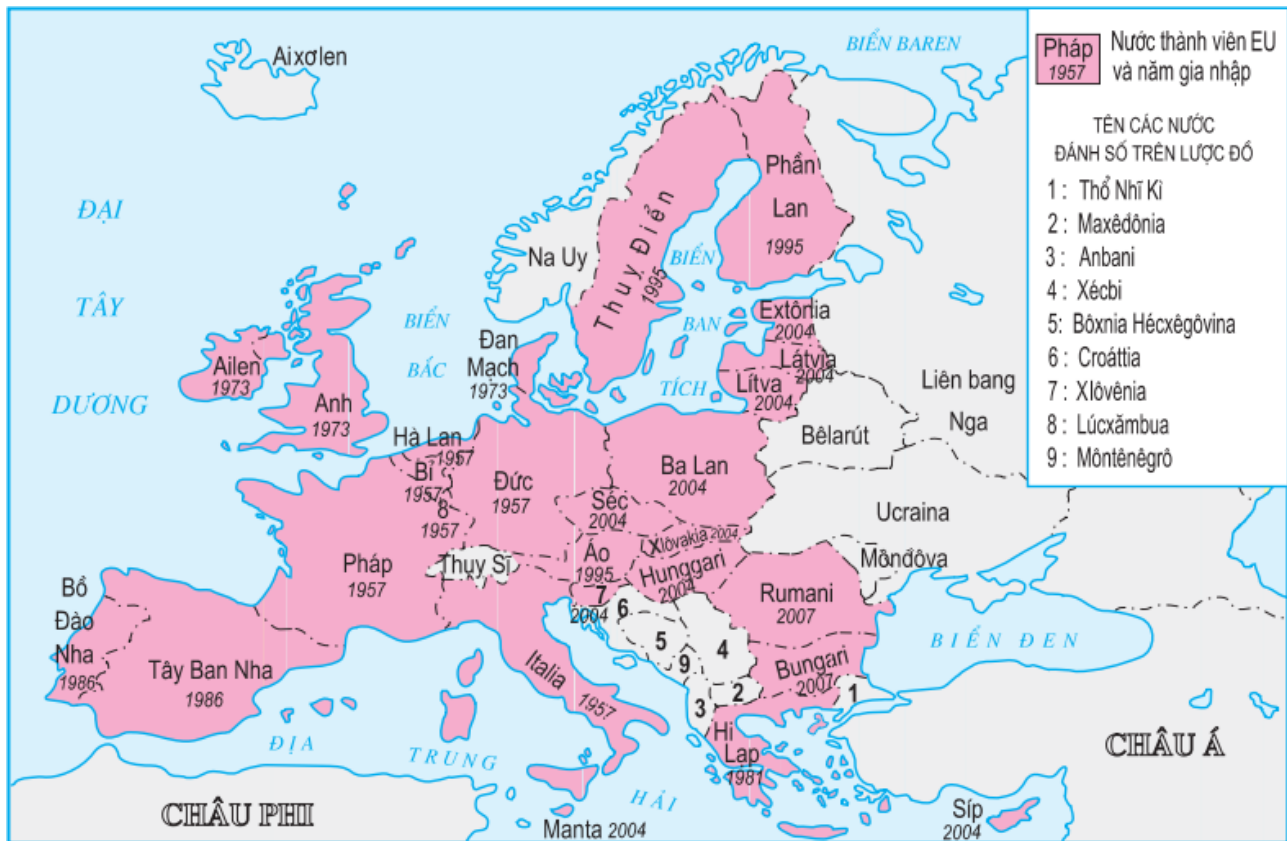 Aixơlen
BIỂN BAREN
ĐẠI
TÂY
DƯƠNG
Na Uy
Thuỵ Điển
1995
Phần
Lan
1995
BIỂN
BAN
TÍCH
BIỂN
BẮC
Đan
Mạch
1973
Extônia
2004
Látvia
2004
Lítva
2004
Liên bang
Nga
Ailen
1973
Anh
1973
Hà Lan
1957
Bỉ
1957
8
1957
Đức
1957
Ba Lan
2004
Bêlarút
Séc
2004
Xlôvakia 2004
Ucraina
Môndôva
Pháp
1957
Thuỵ Sĩ
Áo
1995
Hunggari
2004
Rumani
2007
7
2004
6
5
4
9
3
2
1
Bungari
2007
BIỂN ĐEN
Bồ
Đào
Nha
1986
Tây Ban Nha
1986
Italia
1957
Hi
Lạp
1981
ĐỊA
TRUNG
HẢI
CHÂU PHI
CHÂU Á
Manta 2004
Síp
2004
Pháp
1957
Nước thành viên EU
và năm gia nhập
TÊN CÁC NƯỚC
ĐÁNH SỐ TRÊN LƯỢC ĐỒ
1 : Thổ Nhĩ Kì
2 : Maxêđônia
3 : Anbani
4 : Xécbi
5: Bôxnia Hécxêgôvina
6 : Croáttia
7 : Xlôvênia
8 : Lúcxămbua
9 : Môntênêgrô